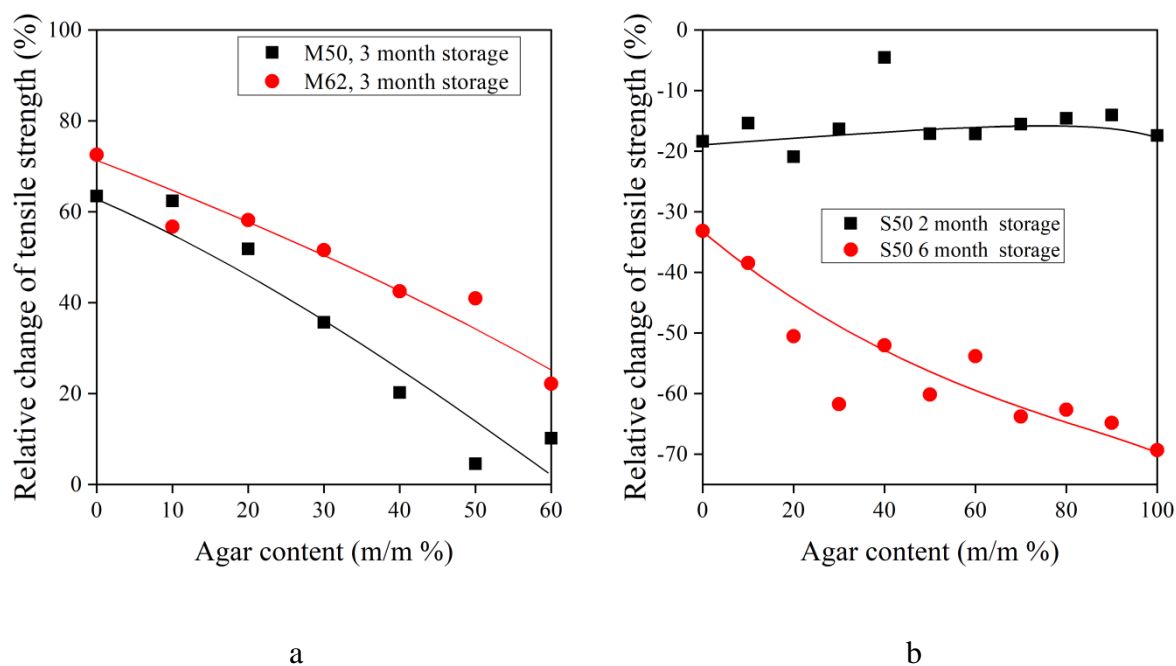 Relative change of tensile strength (%)
100
80
60
40
20
0
M50, 3 month storage
M62, 3 month storage
0 10 20 30 40 50 60
Agar content (m/m %)
a
Relative change of tensile strength (%)
0
-10
-20
-30
-40
-50
-60
-70
S50 2 month storage
S50 6 month storage
0 20 40 60 80 100
Agar content (m/m %)
b